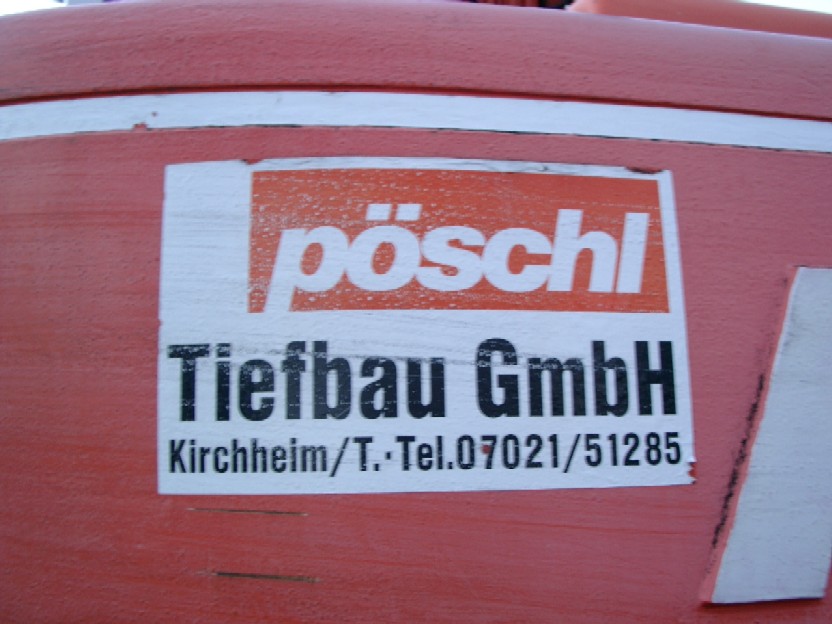 pöschl
Tiefbau GmbH
Kirchheim/T.·Tel.07021/51285